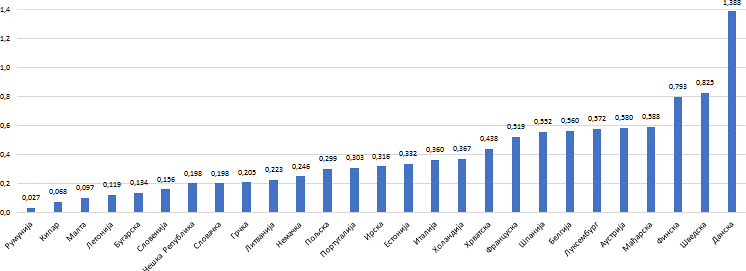 1,4
1,2
1,0
0,8
0,6
0,4
0,2
0,0
0,027
0,068
0,097
0,119
0,134
0,156
0,198
0,198
0,205
0,223
0,246
0,299
0,303
0,316
0,332
0,360
0,367
0,438
0,519
0,552
0,560
0,572
0,580
0,588
0,793
0,825
1,388
Румунија
Кипар
Малта
Летонија
Бугарска
Словенија
Чешка Република
Словачка
Грчка
Литванија
Немачка
Пољска
Португалија
Ирска
Естонија
Италија
Холандија
Хрватска
Француска
Шпанија
Белгија
Луксембург
Аустрија
Мађарска
Финска
Шведска
Данска